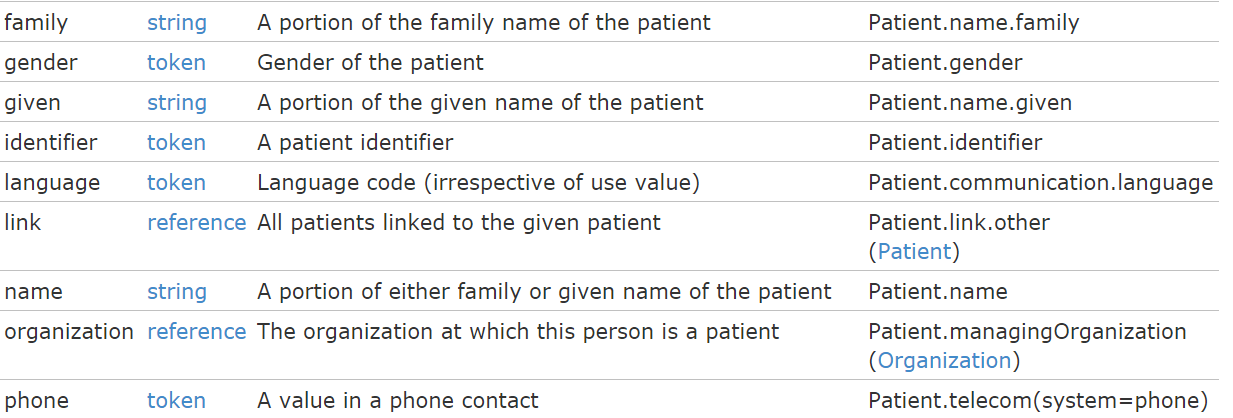 family string A portion of the family name of the patient Patient.name.family
gender token Gender of the patient Patient.gender
given string A portion of the given name of the patient Patient.name.given
identifier token A patient identifier Patient.identifier
language token Language code (irrespective of use value) Patient.communication.language
link reference All patients linked to the given patient Patient.link.other
(Patient)
name string A portion of either family or given name of the patient Patient.name
organization reference The organization at which this person is a patient Patient.managingOrganization
(Organization)
phone token A value in a phone contact Patient.telecom(system=phone)